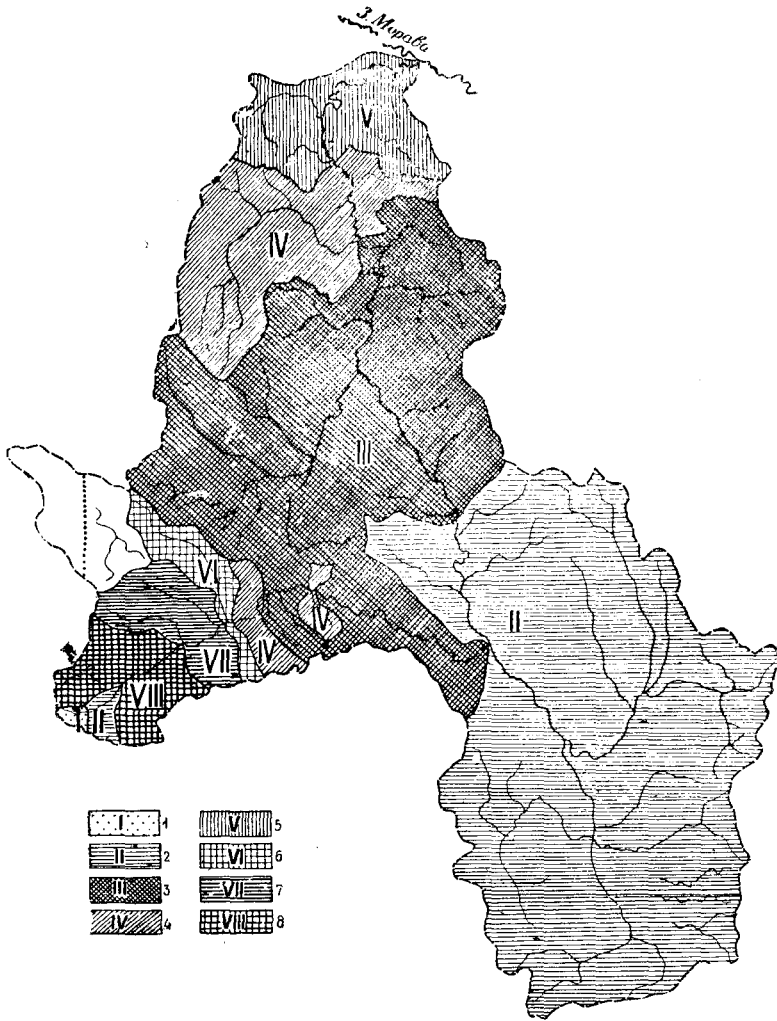 З. Морава
V
IV
III
II
VI
IV
IV
VII
VIII
I II
I 1 V 5
II 2 VI 6
III 3 VII 7
IV 4 VIII 8